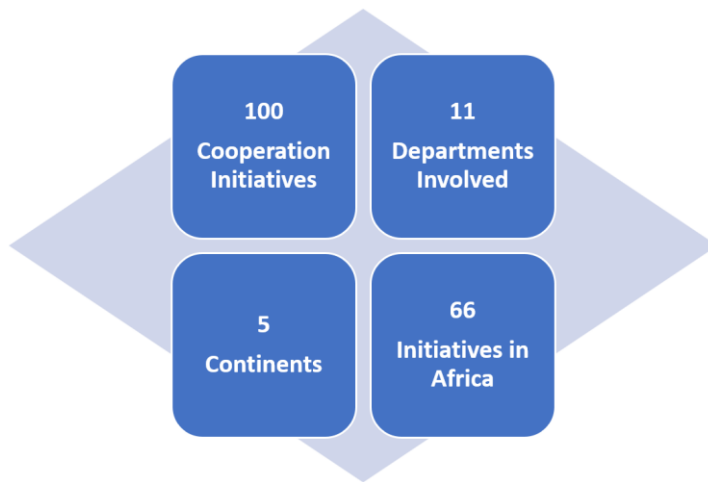 100
Cooperation
Initiatives
11
Departments
Involved
5
Continents
66
Initiatives in
Africa